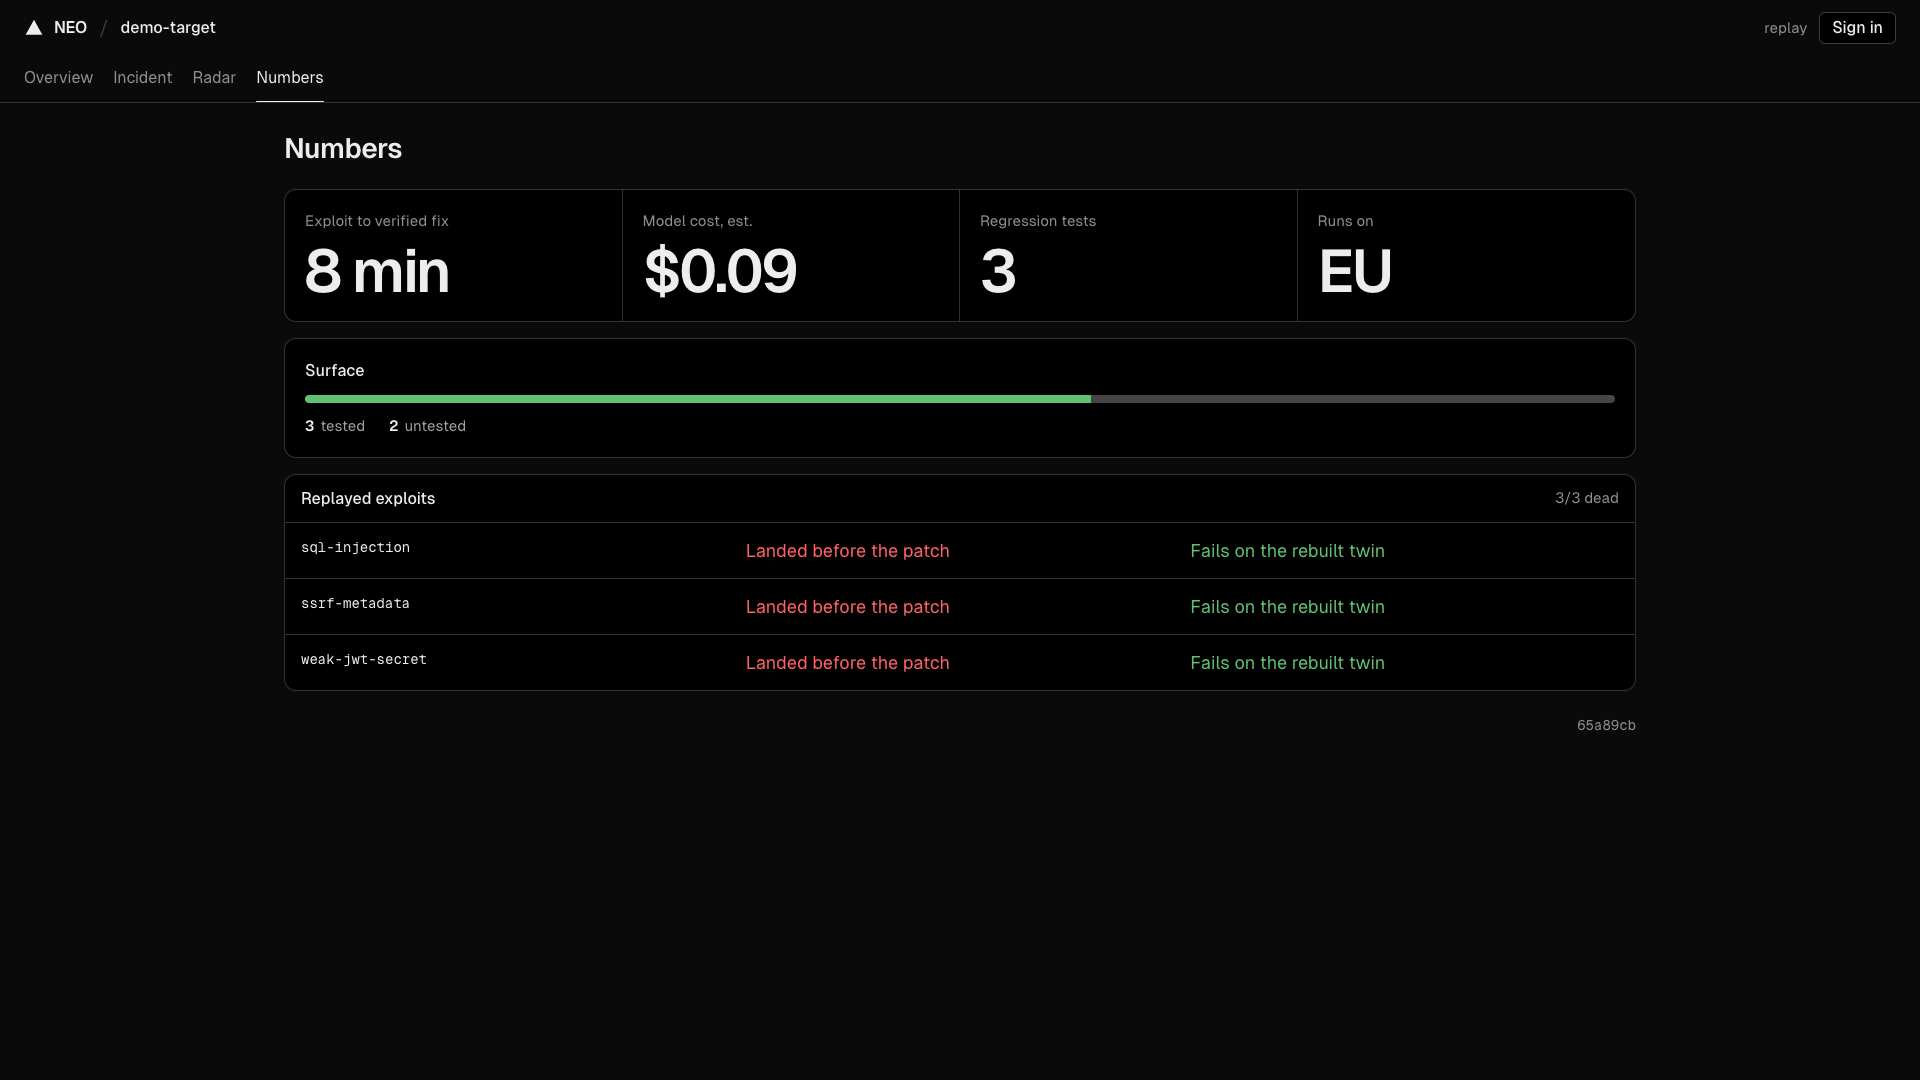 NEO / demo-target
replay
Sign in
Overview Incident Radar Numbers
Numbers
Exploit to verified fix
8 min
Model cost, est.
$0.09
Regression tests
3
Runs on
EU
Surface
3 tested 2 untested
Replayed exploits 3/3 dead
sql-injection Landed before the patch Fails on the rebuilt twin
ssrf-metadata Landed before the patch Fails on the rebuilt twin
weak-jwt-secret Landed before the patch Fails on the rebuilt twin
65a89cb